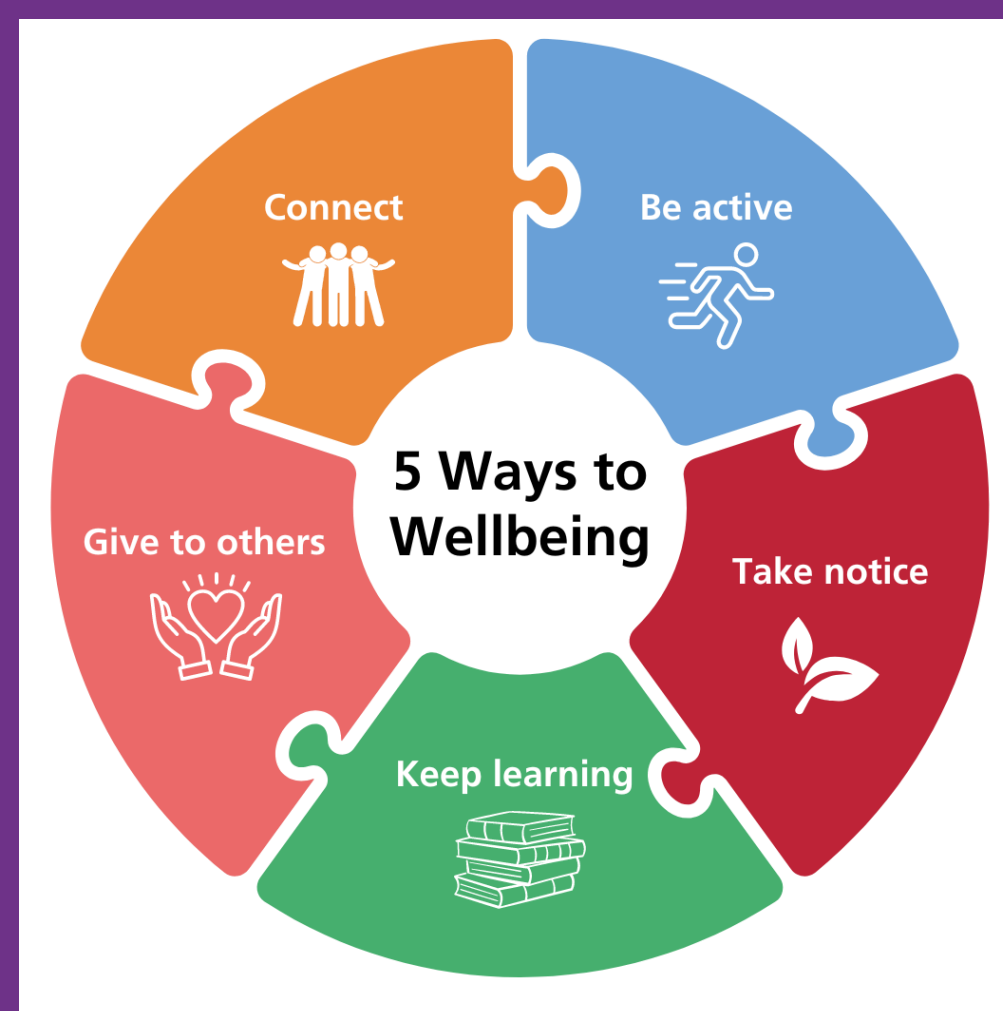 Connect
Be active
5 Ways to
Wellbeing
Give to others
Take notice
Keep learning